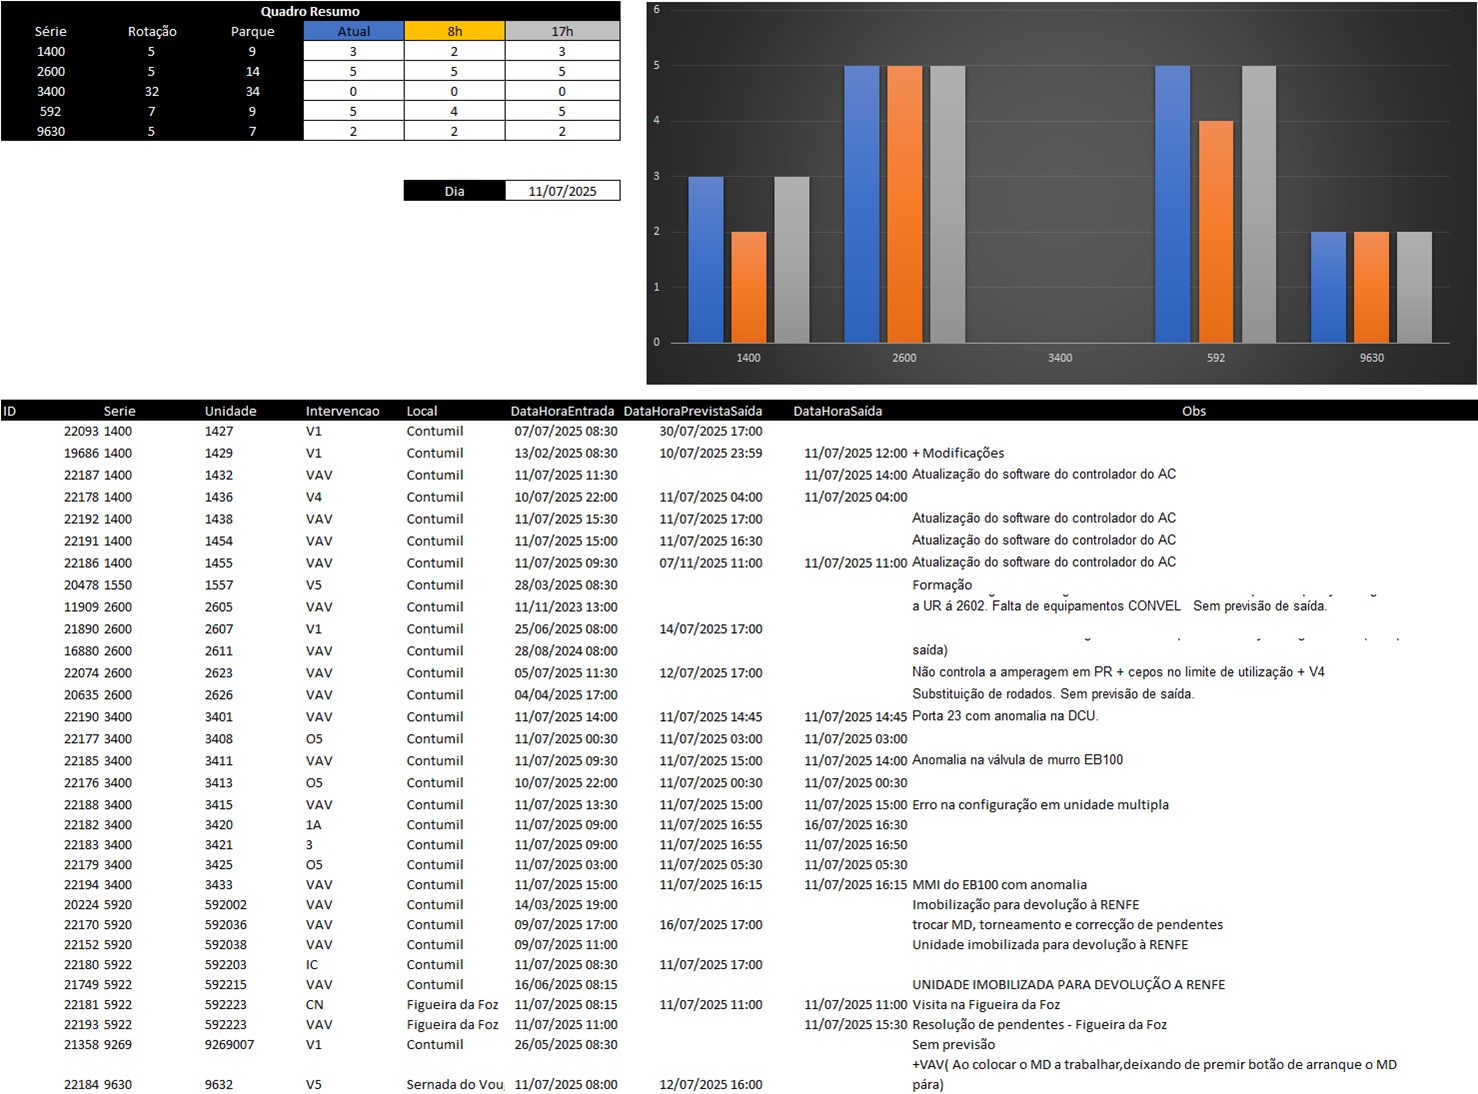 Quadro Resumo
Série Rotação Parque Atual 8h 17h
1400 5 9 3 2 3
2600 5 14 5 5 5
3400 32 34 0 0 0
592 7 9 5 4 5
9630 5 7 2 2 2
Dia 11/07/2025
6
5
4
3
2
1
0
1400 2600 3400 592 9630
ID Serie Unidade Intervencao Local DataHoraEntrada DataHoraPrevistaSaída DataHoraSaída Obs
22093 1400 1427 V1 Contumil 07/07/2025 08:30 30/07/2025 17:00
19686 1400 1429 V1 Contumil 13/02/2025 08:30 10/07/2025 23:59 11/07/2025 12:00 + Modificações
22187 1400 1432 VAV Contumil 11/07/2025 11:30 11/07/2025 14:00 Atualização do software do controlador do AC
22178 1400 1436 V4 Contumil 10/07/2025 22:00 11/07/2025 04:00 11/07/2025 04:00
22192 1400 1438 VAV Contumil 11/07/2025 15:30 11/07/2025 17:00 Atualização do software do controlador do AC
22191 1400 1454 VAV Contumil 11/07/2025 15:00 11/07/2025 16:30 Atualização do software do controlador do AC
22186 1400 1455 VAV Contumil 11/07/2025 09:30 07/11/2025 11:00 11/07/2025 11:00 Atualização do software do controlador do AC
20478 1550 1557 V5 Contumil 28/03/2025 08:30 Formação
11909 2600 2605 VAV Contumil 11/11/2023 13:00 a UR á 2602. Falta de equipamentos CONVEL Sem previsão de saída.
21890 2600 2607 V1 Contumil 25/06/2025 08:00 14/07/2025 17:00
16880 2600 2611 VAV Contumil 28/08/2024 08:00 saída)
22074 2600 2623 VAV Contumil 05/07/2025 11:30 12/07/2025 17:00 Não controla a amperagem em PR + cepos no limite de utilização + V4
20635 2600 2626 VAV Contumil 04/04/2025 17:00 Substituição de rodados. Sem previsão de saída.
22190 3400 3401 VAV Contumil 11/07/2025 14:00 11/07/2025 14:45 11/07/2025 14:45 Porta 23 com anomalia na DCU.
22177 3400 3408 O5 Contumil 11/07/2025 00:30 11/07/2025 03:00 11/07/2025 03:00
22185 3400 3411 VAV Contumil 11/07/2025 09:30 11/07/2025 15:00 11/07/2025 14:00 Anomalia na válvula de murro EB100
22176 3400 3413 O5 Contumil 10/07/2025 22:00 11/07/2025 00:30 11/07/2025 00:30
22188 3400 3415 VAV Contumil 11/07/2025 13:30 11/07/2025 15:00 11/07/2025 15:00 Erro na configuração em unidade multipla
22182 3400 3420 1A Contumil 11/07/2025 09:00 11/07/2025 16:55 16/07/2025 16:30
22183 3400 3421 3 Contumil 11/07/2025 09:00 11/07/2025 16:55 11/07/2025 16:50
22179 3400 3425 O5 Contumil 11/07/2025 03:00 11/07/2025 05:30 11/07/2025 05:30
22194 3400 3433 VAV Contumil 11/07/2025 15:00 11/07/2025 16:15 11/07/2025 16:15 MMI do EB100 com anomalia
20224 5920 592002 VAV Contumil 14/03/2025 19:00 Imobilização para devolução à RENFE
22170 5920 592036 VAV Contumil 09/07/2025 17:00 16/07/2025 17:00 trocar MD, torneamento e correcção de pendentes
22152 5920 592038 VAV Contumil 09/07/2025 11:00 Unidade imobilizada para devolução à RENFE
22180 5922 592203 IC Contumil 11/07/2025 08:30 11/07/2025 17:00
21749 5922 592215 VAV Contumil 16/06/2025 08:15 UNIDADE IMOBILIZADA PARA DEVOLUÇÃO A RENFE
22181 5922 592223 CN Figueira da Foz 11/07/2025 08:15 11/07/2025 11:00 11/07/2025 11:00 Visita na Figueira da Foz
22193 5922 592223 VAV Figueira da Foz 11/07/2025 11:00 11/07/2025 15:30 Resolução de pendentes - Figueira da Foz
21358 9269 9269007 V1 Contumil 26/05/2025 08:30 Sem previsão
+VAV( Ao colocar o MD a trabalhar,deixando de premir botão de arranque o MD
22184 9630 9632 V5 Sernada do Vou 11/07/2025 08:00 12/07/2025 16:00 pára)